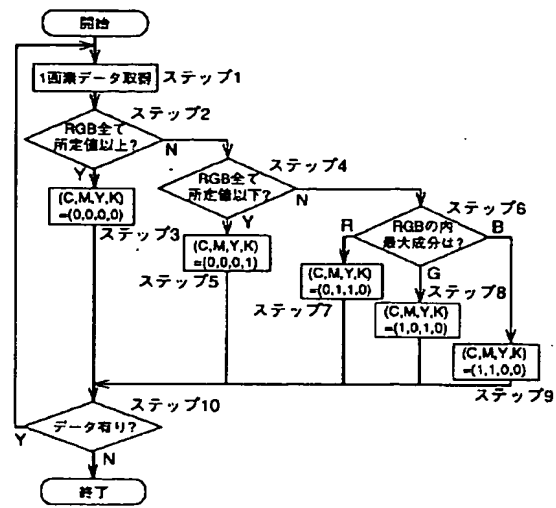 開始
1画素データ取得
ステップ1
ステップ2
RGB全て
所定値以上?
N
Y
ステップ4
RGB全て
所定値以下?
N
Y
(C,M,Y,K)
=(0,0,0,0)
ステップ3
ステップ6
RGBの内
最大成分は?
R
B
G
(C,M,Y,K)
=(0,0,0,1)
ステップ5
(C,M,Y,K)
=(0,1,1,0)
ステップ7
ステップ8
(C,M,Y,K)
=(1,0,1,0)
(C,M,Y,K)
=(1,1,0,0)
ステップ9
ステップ10
データ有り?
Y
N
終了